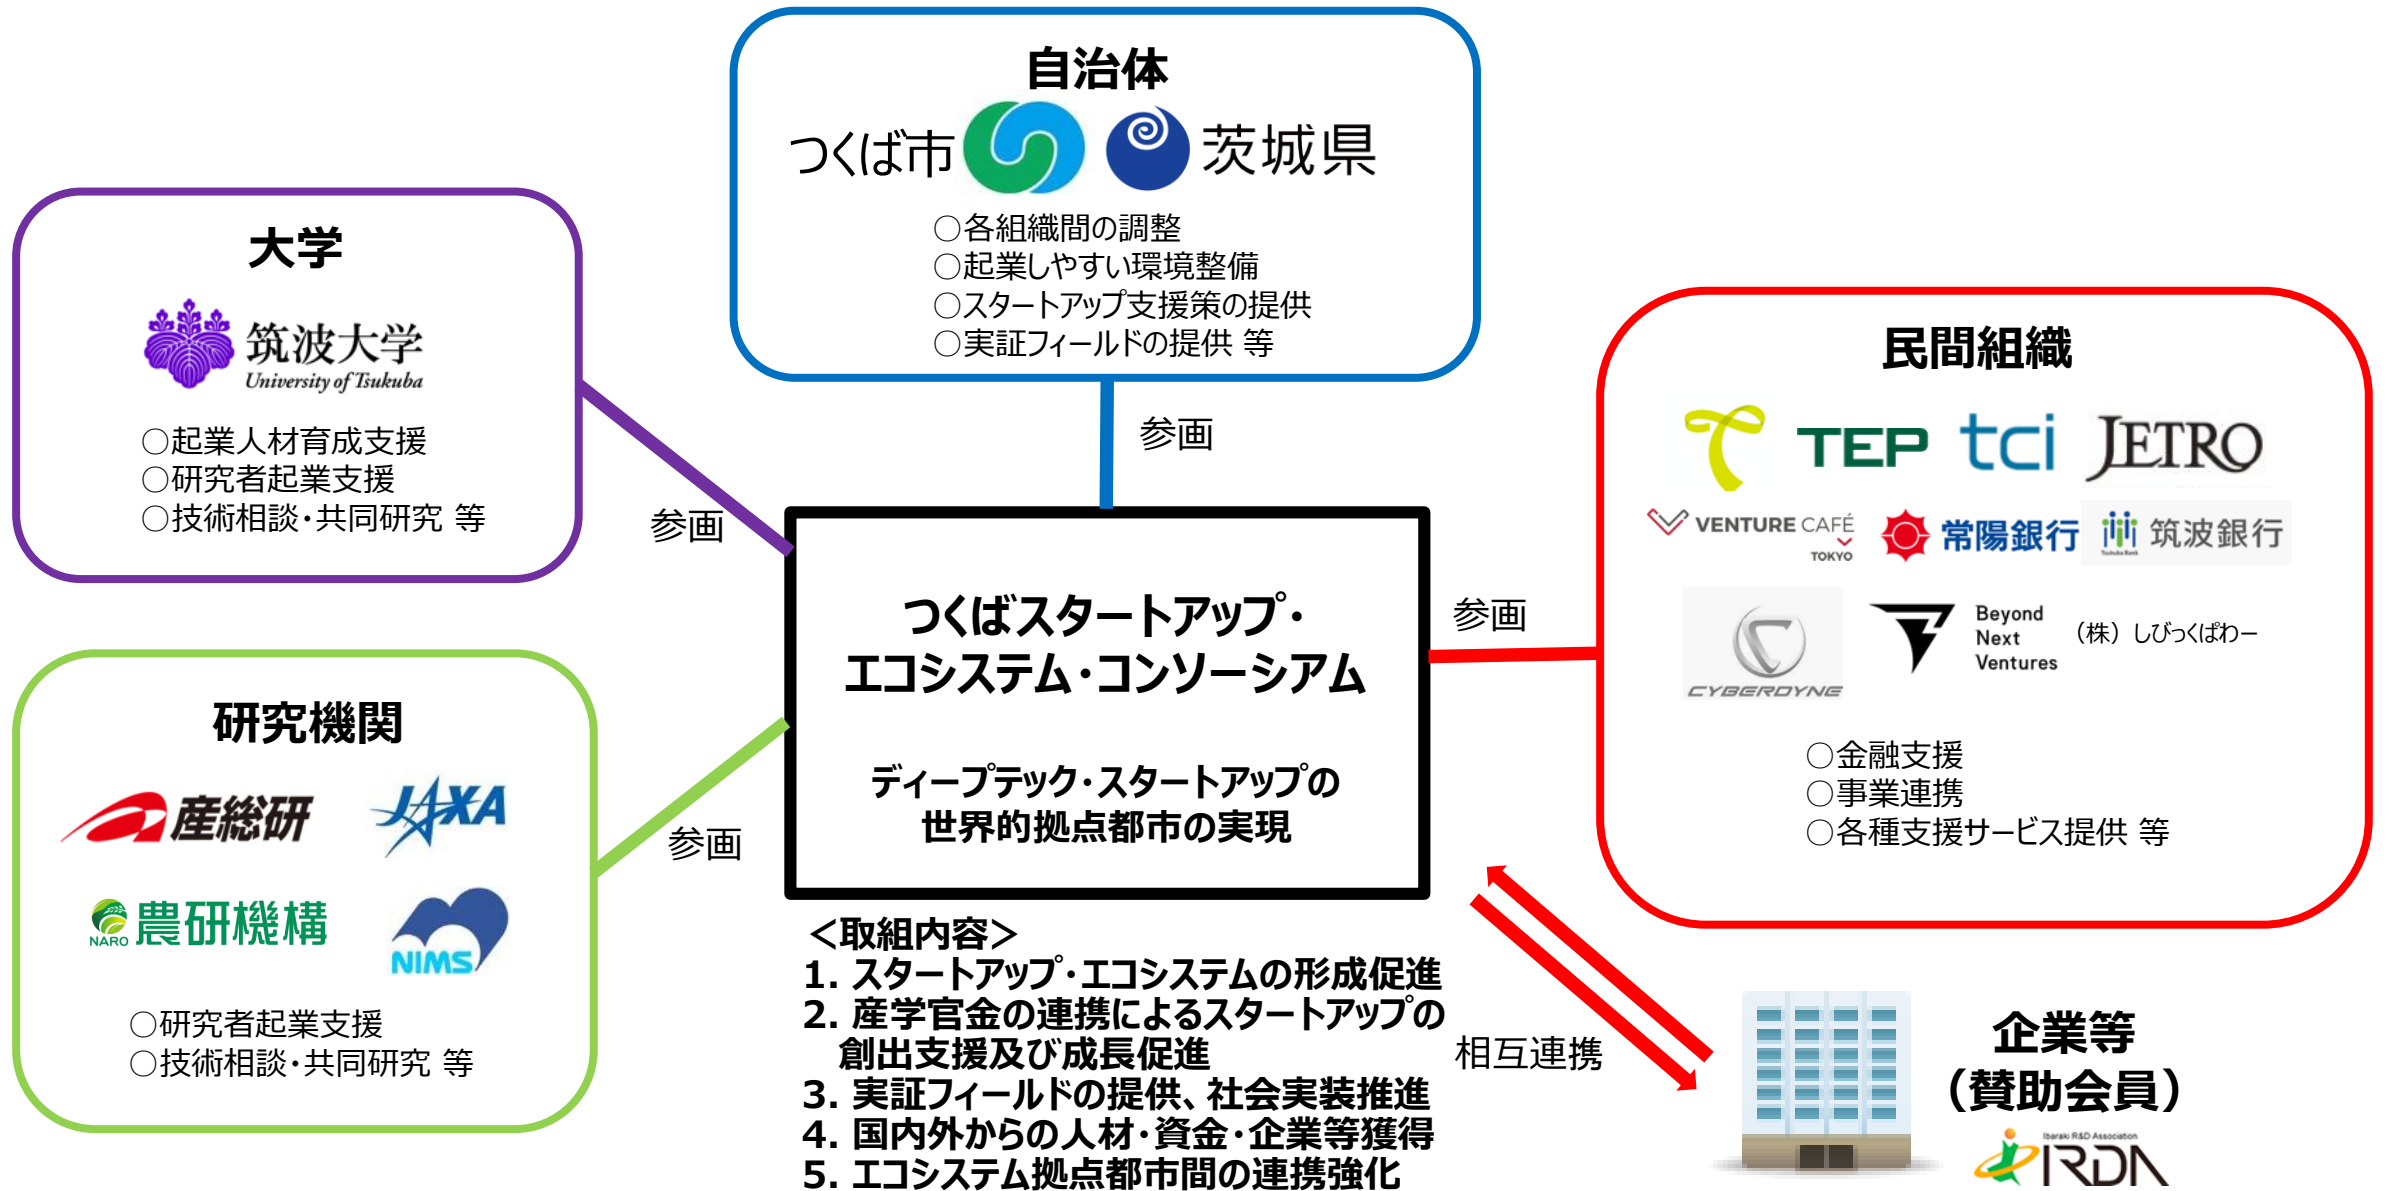 自治体
つくば市
茨城県
○各組織間の調整
○起業しやすい環境整備
○スタートアップ支援策の提供
○実証フィールドの提供 等
大学
筑波大学
University of Tsukuba
○起業人材育成支援
○研究者起業支援
○技術相談・共同研究 等
参画
参画
民間組織
TEP
tci
JETRO
VENTURE CAFÉ
TOKYO
常陽銀行
Tsukuba Bank
筑波銀行
CYBERDYNE
Beyond
Next
Ventures
（株）しびっくぱわー
○金融支援
○事業連携
○各種支援サービス提供 等
参画
つくばスタートアップ・
エコシステム・コンソーシアム
ディープテック・スタートアップの
世界的拠点都市の実現
研究機関
産総研
JAXA
NARO
農研機構
NIMS
○研究者起業支援
○技術相談・共同研究 等
参画
＜取組内容＞
1. スタートアップ・エコシステムの形成促進
2. 産学官金の連携によるスタートアップの
創出支援及び成長促進
3. 実証フィールドの提供、社会実装推進
4. 国内外からの人材・資金・企業等獲得
5. エコシステム拠点都市間の連携強化
相互連携
企業等
（賛助会員）
Ibaraki R&D Association
IRDA